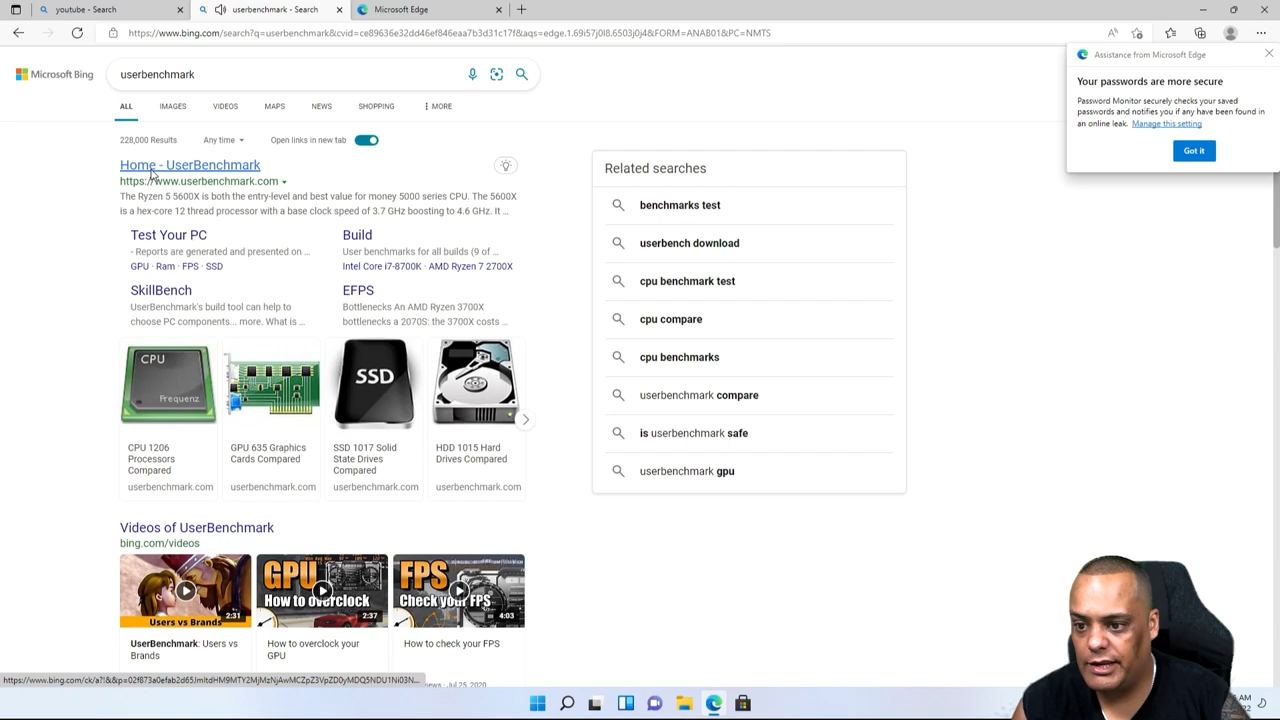 youtube - Search
userbenchmark - Search
Microsoft Edge
https://www.bing.com/search?q=userbenchmark&cvid=ce89636e32dd46ef846eaa7b3d31c17f&aqs=edge.1.69i57j0l8.6503j0j4&FORM=ANAB01&PC=NMTS
Assistance from Microsoft Edge
Your passwords are more secure
Password Monitor securely checks your saved
passwords and notifies you if any have been found in
an online leak. Manage this setting
Got it
Microsoft Bing
userbenchmark
ALL IMAGES VIDEOS MAPS NEWS SHOPPING MORE
228,000 Results Any time Open links in new tab
Home - UserBenchmark
https://www.userbenchmark.com
The Ryzen 5 5600X is both the entry-level and best value for money 5000 series CPU. The 5600X
is a hex-core 12 thread processor with a base clock speed of 3.7 GHz boosting to 4.6 GHz. It ...
Test Your PC
- Reports are generated and presented on ...
GPU · Ram · FPS · SSD
Build
User benchmarks for all builds (9 of ...
Intel Core i7-8700K · AMD Ryzen 7 2700X
SkillBench
UserBenchmark's build tool can help to
choose PC components... more. What is ...
EFPS
Bottlenecks An AMD Ryzen 3700X
bottlenecks a 2070S: the 3700X costs ...
CPU
Frequenz
SSD
CPU 1206
Processors
Compared
userbenchmark.com
GPU 635 Graphics
Cards Compared
userbenchmark.com
SSD 1017 Solid
State Drives
Compared
userbenchmark.com
HDD 1015 Hard
Drives Compared
userbenchmark.com
Videos of UserBenchmark
bing.com/videos
Users vs Brands
2:31
GPU
How to overclock
2:37
FPS
Check your FPS
4:03
UserBenchmark: Users vs
Brands
How to overclock your
GPU
How to check your FPS
Jul 25, 2020
Related searches
benchmarks test
userbench download
cpu benchmark test
cpu compare
cpu benchmarks
userbenchmark compare
is userbenchmark safe
userbenchmark gpu